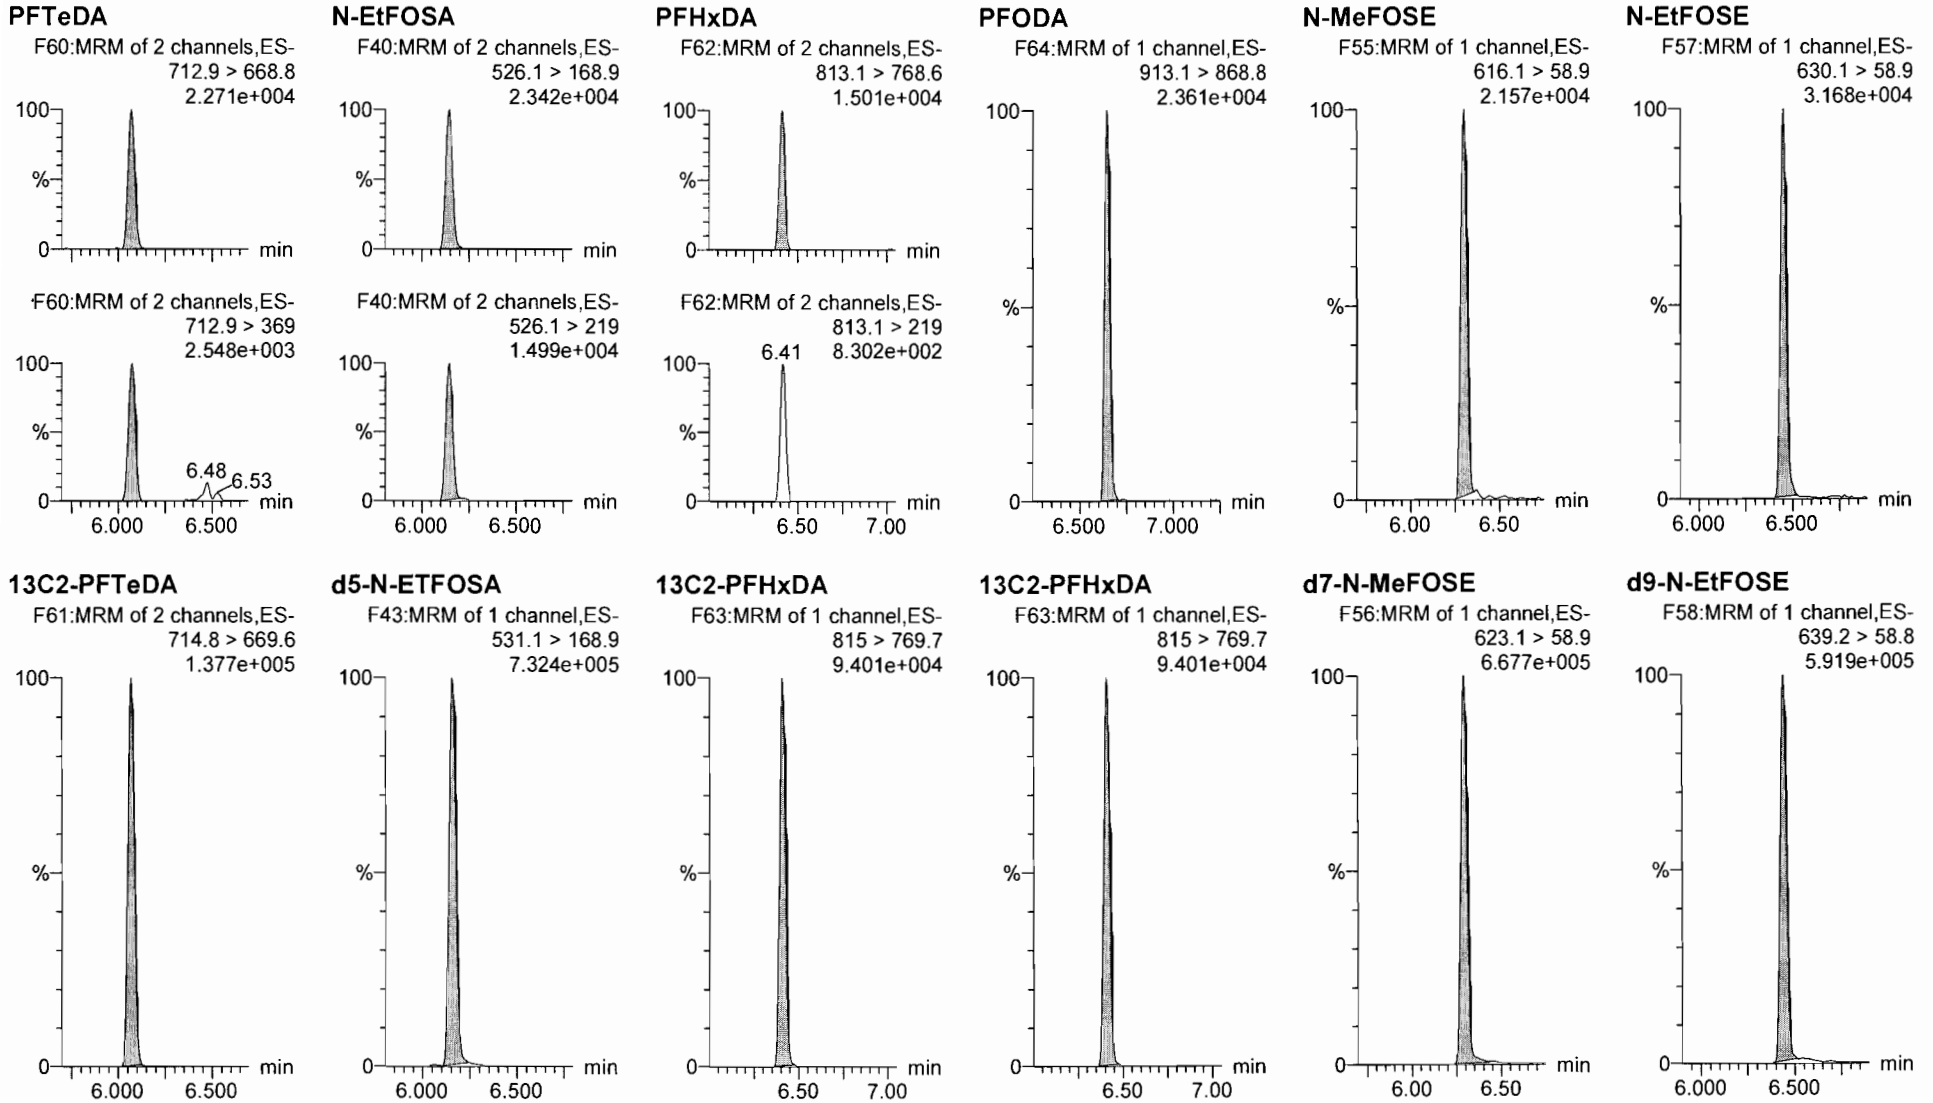 PFTeDA
F60:MRM of 2 channels,ES-
712.9 > 668.8
2.271e+004
100
%
0
min
F60:MRM of 2 channels,ES-
712.9 > 369
2.548e+003
100
%
6.48
6.53
0
min
6.000 6.500
N-EtFOSA
F40:MRM of 2 channels,ES-
526.1 > 168.9
2.342e+004
100
%
0
min
F40:MRM of 2 channels,ES-
526.1 > 219
1.499e+004
100
%
0
min
6.000 6.500
PFHxDA
F62:MRM of 2 channels,ES-
813.1 > 768.6
1.501e+004
100
%
0
min
F62:MRM of 2 channels,ES-
813.1 > 219
6.41 8.302e+002
100
%
0
min
6.50 7.00
PFODA
F64:MRM of 1 channel,ES-
913.1 > 868.8
2.361e+004
100
%
0
min
6.500 7.000
N-MeFOSE
F55:MRM of 1 channel,ES-
616.1 > 58.9
2.157e+004
100
%
0
min
6.00 6.50
N-EtFOSE
F57:MRM of 1 channel,ES-
630.1 > 58.9
3.168e+004
100
%
0
min
6.000 6.500
13C2-PFTeDA
F61:MRM of 2 channels,ES-
714.8 > 669.6
1.377e+005
100
%
0
min
6.000 6.500
d5-N-ETFOSA
F43:MRM of 1 channel,ES-
531.1 > 168.9
7.324e+005
100
%
0
min
6.000 6.500
13C2-PFHxDA
F63:MRM of 1 channel,ES-
815 > 769.7
9.401e+004
100
%
0
min
6.50 7.00
13C2-PFHxDA
F63:MRM of 1 channel,ES-
815 > 769.7
9.401e+004
100
%
0
min
6.50 7.00
d7-N-MeFOSE
F56:MRM of 1 channel,ES-
623.1 > 58.9
6.677e+005
100
%
0
min
6.00 6.50
d9-N-EtFOSE
F58:MRM of 1 channel,ES-
639.2 > 58.8
5.919e+005
100
%
0
min
6.000 6.500